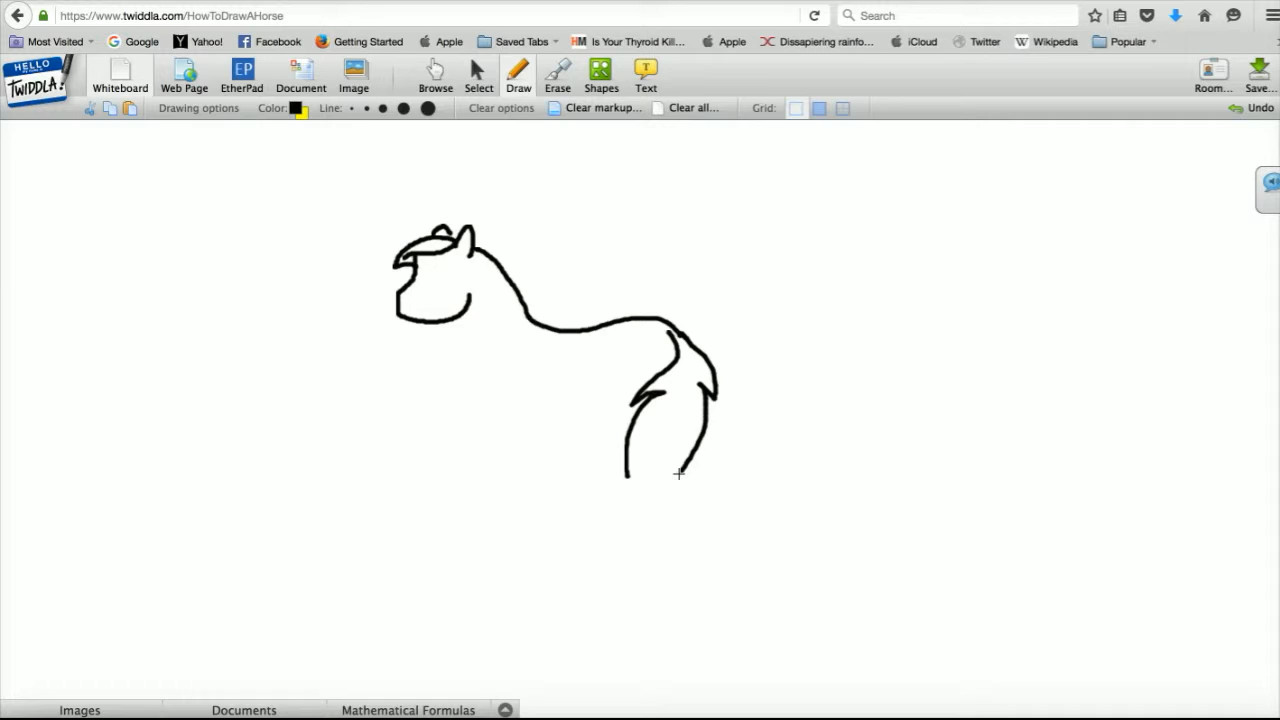 https://www.twiddla.com/HowToDrawAHorse Search
Most Visited Google Yahoo! Facebook Getting Started Apple Saved Tabs HM Is Your Thyroid Kill... Apple Dissapiering rainfo... iCloud Twitter W Wikipedia Popular
HELLO
TWIDDLA!
EP T
Whiteboard Web Page EtherPad Document Image Browse Select Draw Erase Shapes Text Room... Save...
Drawing options Color: Line: Clear options Clear markup... Clear all... Grid: Undo
Images Documents Mathematical Formulas